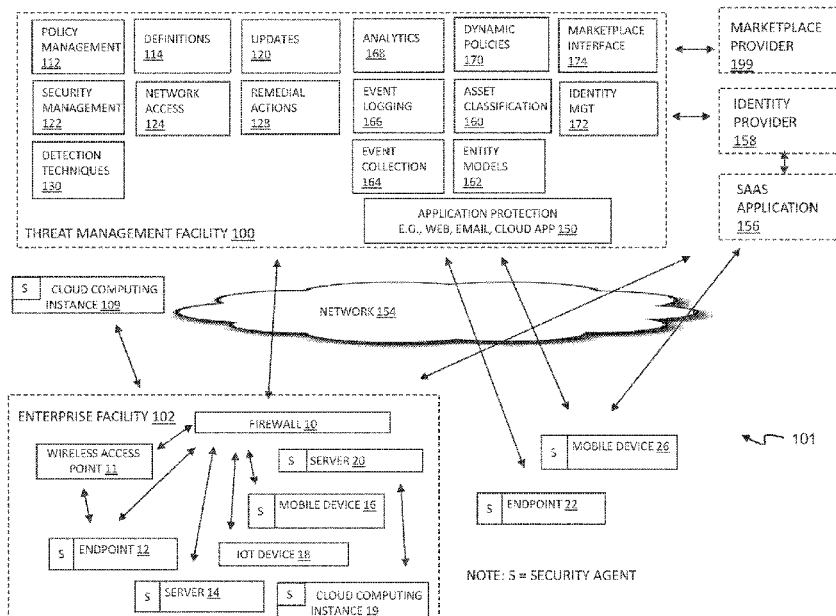 POLICY
MANAGEMENT
112
DEFINITIONS
114
UPDATES
120
ANALYTICS
168
DYNAMIC
POLICIES
170
MARKETPLACE
INTERFACE
174
MARKETPLACE
PROVIDER
199
SECURITY
MANAGEMENT
122
NETWORK
ACCESS
124
REMEDIAL
ACTIONS
128
EVENT
LOGGING
166
ASSET
CLASSIFICATION
160
IDENTITY
MGT
172
IDENTITY
PROVIDER
158
DETECTION
TECHNIQUES
130
EVENT
COLLECTION
164
ENTITY
MODELS
162
SAAS
APPLICATION
156
APPLICATION PROTECTION
E.G., WEB, EMAIL, CLOUD APP 150
THREAT MANAGEMENT FACILITY 100
S CLOUD COMPUTING
INSTANCE 109
NETWORK 154
ENTERPRISE FACILITY 102
FIREWALL 10
101
WIRELESS ACCESS
POINT 11
S SERVER 20
S MOBILE DEVICE 26
S MOBILE DEVICE 16
S ENDPOINT 22
S ENDPOINT 12
IOT DEVICE 18
S SERVER 14
S CLOUD COMPUTING
INSTANCE 19
NOTE: S = SECURITY AGENT